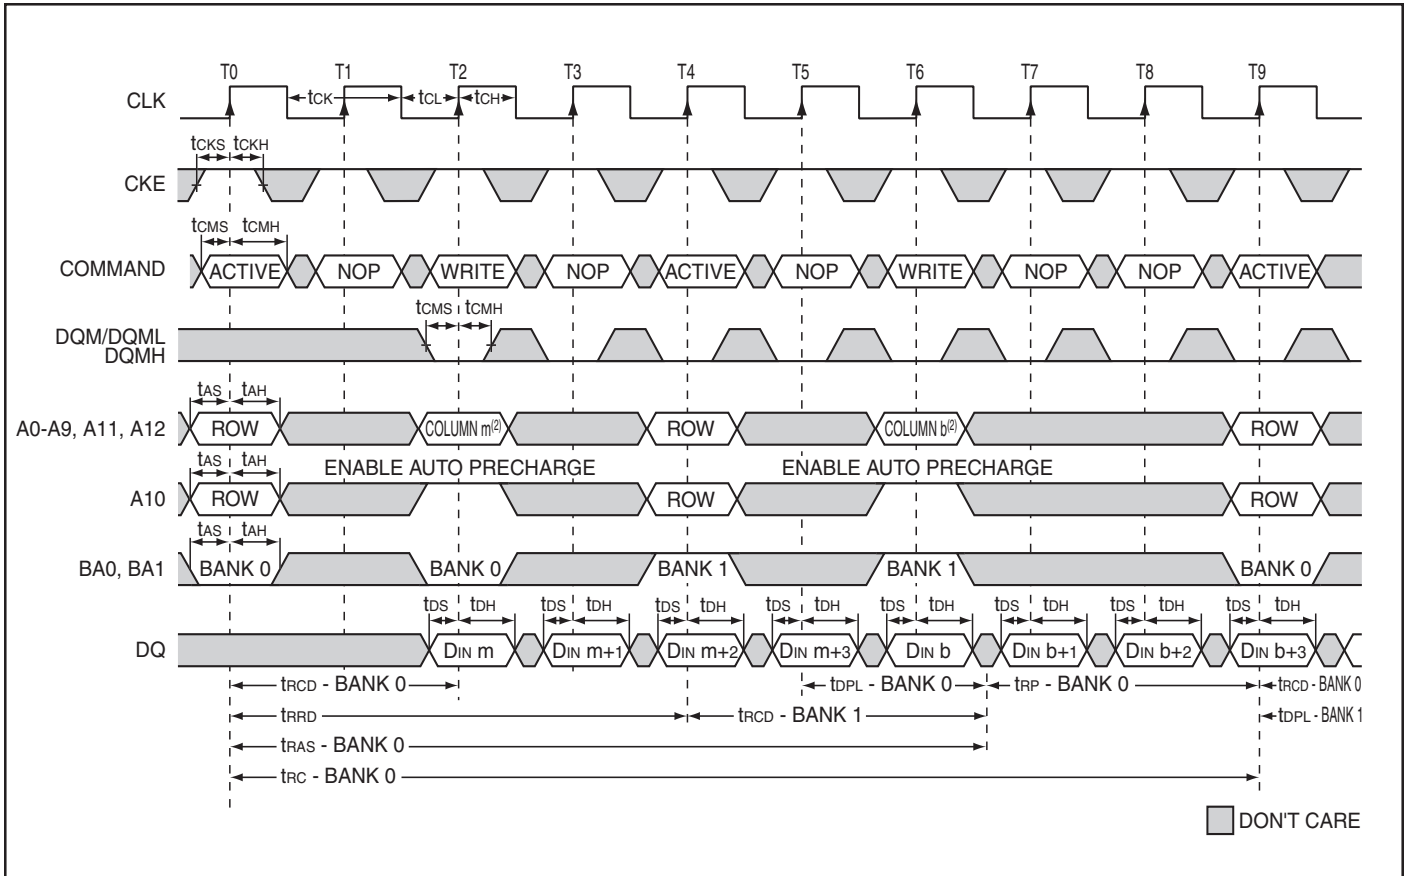 T0 T1 T2 T3 T4 T5 T6 T7 T8 T9
CLK tCK tCL tCH
tCKS tCKH
CKE
tCMS tCMH
COMMAND ACTIVE NOP WRITE NOP ACTIVE NOP WRITE NOP NOP ACTIVE
tCMS tCMH
DQM/DQML
DQMH
tAS tAH
A0-A9, A11, A12 ROW COLUMN m(2) ROW COLUMN b(2) ROW
tAS tAH ENABLE AUTO PRECHARGE ENABLE AUTO PRECHARGE
A10 ROW ROW ROW
tAS tAH
BA0, BA1 BANK 0 BANK 0 BANK 1 BANK 1 BANK 0
tDS tDH tDS tDH tDS tDH tDS tDH tDS tDH tDS tDH tDS tDH tDS tDH
DQ DIN m DIN m+1 DIN m+2 DIN m+3 DIN b DIN b+1 DIN b+2 DIN b+3
tRCD - BANK 0 tDPL - BANK 0 tRP - BANK 0 tRCD - BANK 0
tRRD tRCD - BANK 1 tDPL - BANK 1
tRAS - BANK 0
tRC - BANK 0
DON'T CARE